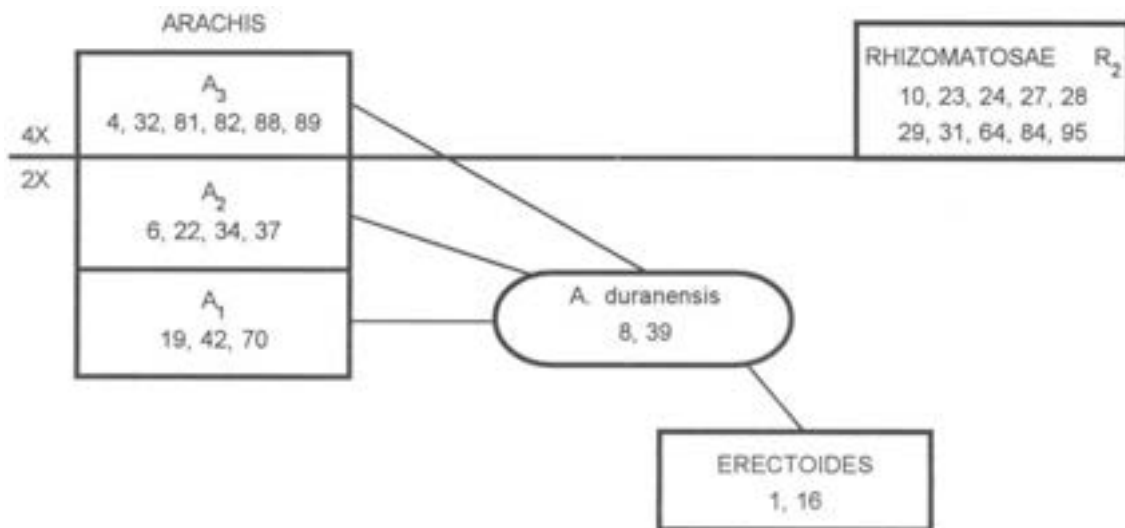 ARACHIS
A3
4, 32, 81, 82, 88, 89
4X
2X
A2
6, 22, 34, 37
A1
19, 42, 70
RHIZOMATOSAE R2
10, 23, 24, 27, 28
29, 31, 64, 84, 95
A. duranensis
8, 39
ERECTOIDES
1, 16